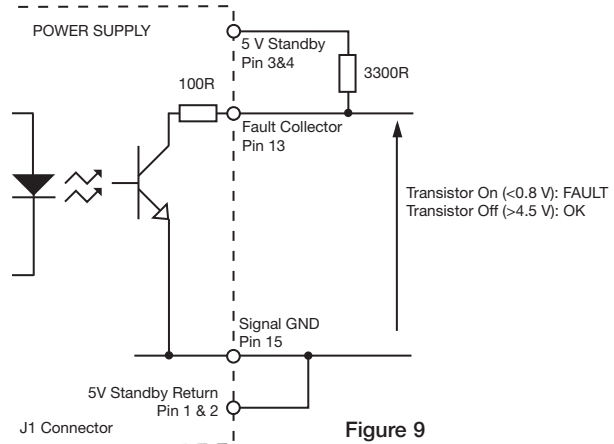 POWER SUPPLY
5 V Standby
Pin 3&4
3300R
100R
Fault Collector
Pin 13
Transistor On (<0.8 V): FAULT
Transistor Off (>4.5 V): OK
Signal GND
Pin 15
5V Standby Return
Pin 1 & 2
J1 Connector
Figure 9